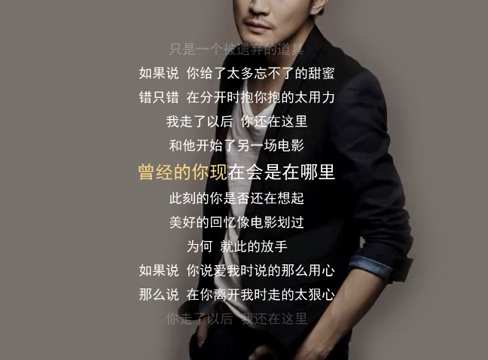 只是一个被遗弃的道具
如果说 你给了太多忘不了的甜蜜
错只错 在分开时抱你抱的太用力
我走了以后 你还在这里
和他开始了另一场电影
曾经的你现在会是在哪里
此刻的你是否还在想起
美好的回忆像电影划过
为何 就此的放手
如果说 你说爱我时说的那么用心
那么说 在你离开我时走的太狠心
你走了以后 我还在这里